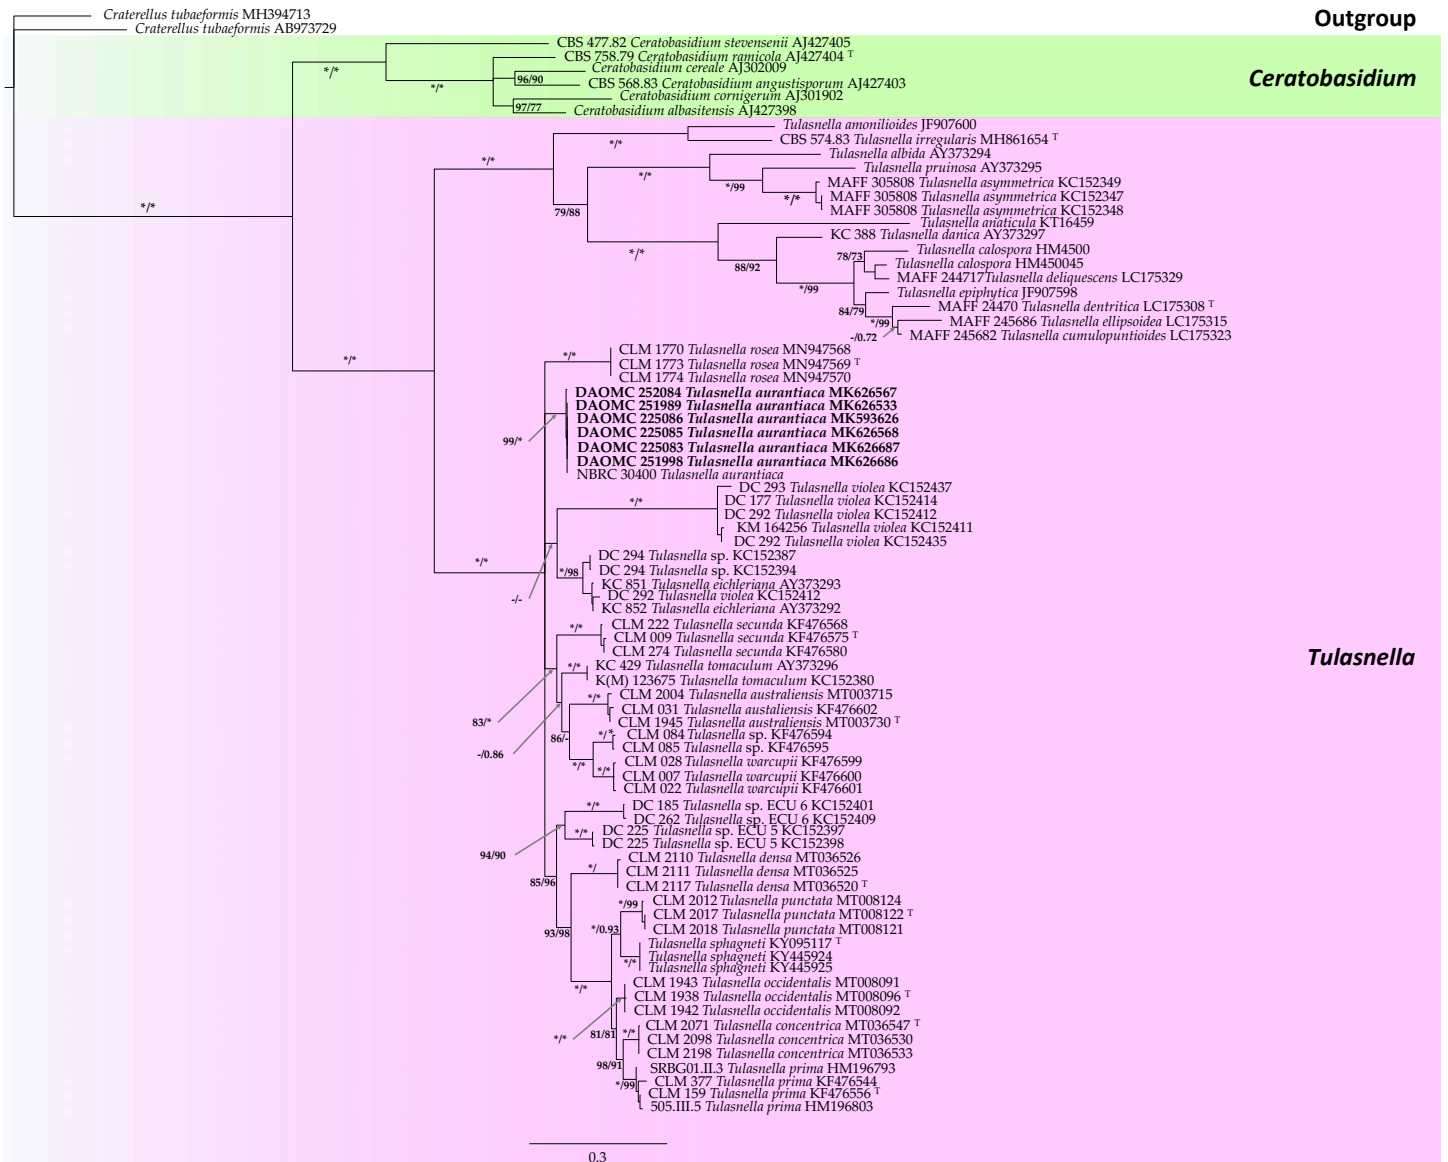 Craterellus tubaeformis MH394713
Outgroup
Craterellus tubaeformis AB973729
CBS 477.82 Ceratobasidium stevensenii AJ427405
CBS 758.79 Ceratobasidium ramicola AJ427404 T
*/*
Ceratobasidium cereale AJ302009
Ceratobasidium
96/90
*/*
CBS 568.83 Ceratobasidium angustisporum AJ427403
Ceratobasidium cornigerum AJ301902
97/77
Ceratobasidium albasitensis AJ427398
Tulasnella amonilioides JF907600
*/*
CBS 574.83 Tulasnella irregularis MH861654 T
*/*
Tulasnella albida AY373294
*/*
Tulasnella pruinosa AY373295
*/99
MAFF 305808 Tulasnella asymmetrica KC152349
*/*
MAFF 305808 Tulasnella asymmetrica KC152347
*/*
79/88
MAFF 305808 Tulasnella asymmetrica KC152348
Tulasnella aniaticula KT16459
KC 388 Tulasnella danica AY373297
*/*
Tulasnella calospora HM4500
78/73
88/92
Tulasnella calospora HM450045
MAFF 244717Tulasnella deliquescens LC175329
*/99
Tulasnella epiphytica JF907598
84/79
MAFF 24470 Tulasnella dentritica LC175308 T
*/99
MAFF 245686 Tulasnella ellipsoidea LC175315
-/0.72
MAFF 245682 Tulasnella cumulopuntioides LC175323
CLM 1770 Tulasnella rosea MN947568
*/*
*/*
CLM 1773 Tulasnella rosea MN947569 T
CLM 1774 Tulasnella rosea MN947570
DAOMC 252084 Tulasnella aurantiaca MK626567
DAOMC 251989 Tulasnella aurantiaca MK626533
DAOMC 225086 Tulasnella aurantiaca MK593626
DAOMC 225085 Tulasnella aurantiaca MK626568
99/*
DAOMC 225083 Tulasnella aurantiaca MK626687
DAOMC 251998 Tulasnella aurantiaca MK626686
NBRC 30400 Tulasnella aurantiaca
DC 293 Tulasnella violea KC152437
*/*
DC 177 Tulasnella violea KC152414
DC 292 Tulasnella violea KC152412
KM 164256 Tulasnella violea KC152411
DC 292 Tulasnella violea KC152435
DC 294 Tulasnella sp. KC152387
*/*
*/98
DC 294 Tulasnella sp. KC152394
KC 851 Tulasnella eichleriana AY373293
-/-
DC 292 Tulasnella violea KC152412
KC 852 Tulasnella eichleriana AY373292
CLM 222 Tulasnella secunda KF476568
*/*
CLM 009 Tulasnella secunda KF476575 T
CLM 274 Tulasnella secunda KF476580
Tulasnella
*/*
KC 429 Tulasnella tomaculum AY373296
K(M) 123675 Tulasnella tomaculum KC152380
*/*
CLM 2004 Tulasnella australiensis MT003715
CLM 031 Tulasnella austaliensis KF476602
83/*
CLM 1945 Tulasnella australiensis MT003730 T
*/*
CLM 084 Tulasnella sp. KF476594
86/-
CLM 085 Tulasnella sp. KF476595
-/0.86
*/*
CLM 028 Tulasnella warcupii KF476599
*/*
CLM 007 Tulasnella warcupii KF476600
CLM 022 Tulasnella warcupii KF476601
*/*
DC 185 Tulasnella sp. ECU 6 KC152401
DC 262 Tulasnella sp. ECU 6 KC152409
*/*
DC 225 Tulasnella sp. ECU 5 KC152397
DC 225 Tulasnella sp. ECU 5 KC152398
94/90
CLM 2110 Tulasnella densa MT036526
*/
CLM 2111 Tulasnella densa MT036525
85/96
CLM 2117 Tulasnella densa MT036520 T
*/99
CLM 2012 Tulasnella punctata MT008124
CLM 2017 Tulasnella punctata MT008122 T
93/98
*/0.93
CLM 2018 Tulasnella punctata MT008121
Tulasnella sphagneti KY095117 T
*/*
Tulasnella sphagneti KY445924
Tulasnella sphagneti KY445925
*/*
CLM 1943 Tulasnella occidentalis MT008091
CLM 1938 Tulasnella occidentalis MT008096 T
CLM 1942 Tulasnella occidentalis MT008092
*/*
81/81
*/*
CLM 2071 Tulasnella concentrica MT036547 T
CLM 2098 Tulasnella concentrica MT036530
CLM 2198 Tulasnella concentrica MT036533
98/91
SRBG01.II.3 Tulasnella prima HM196793
*/99
CLM 377 Tulasnella prima KF476544
CLM 159 Tulasnella prima KF476556 T
505.III.5 Tulasnella prima HM196803
0.3